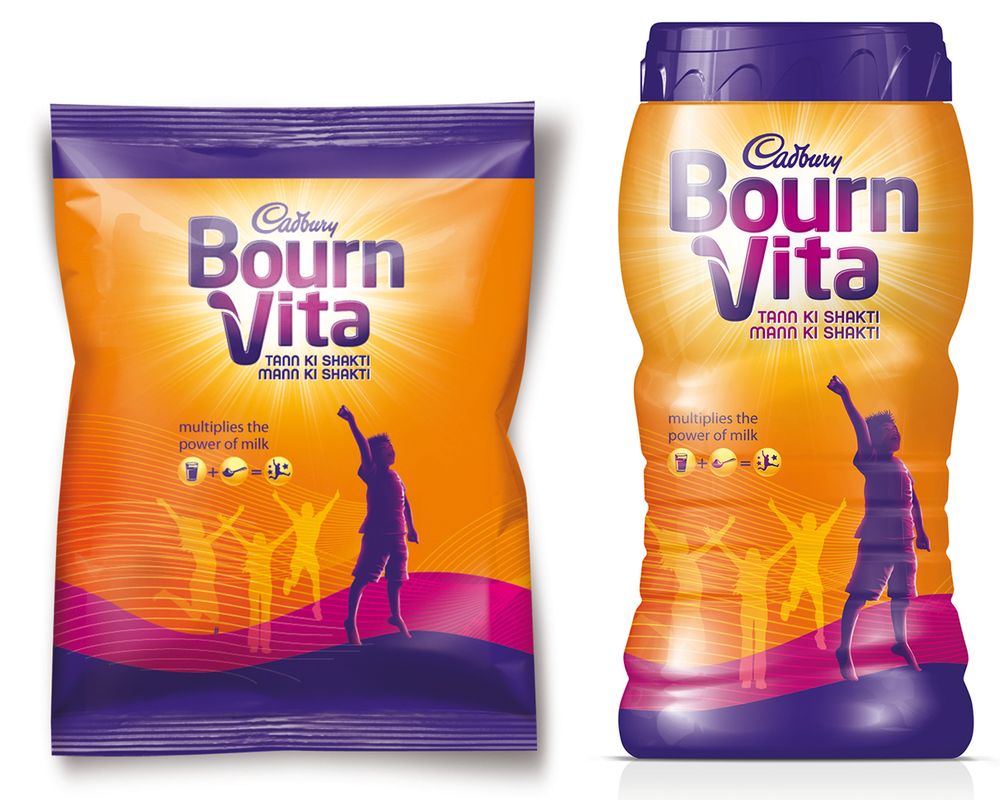 Cadbury
Bourn
Vita
TANN KI SHAKTI
MANN KI SHAKTI
multiplies the
power of milk
+ =
Cadbury
Bourn
Vita
TANN KI SHAKTI
MANN KI SHAKTI
multiplies the
power of milk
+ =